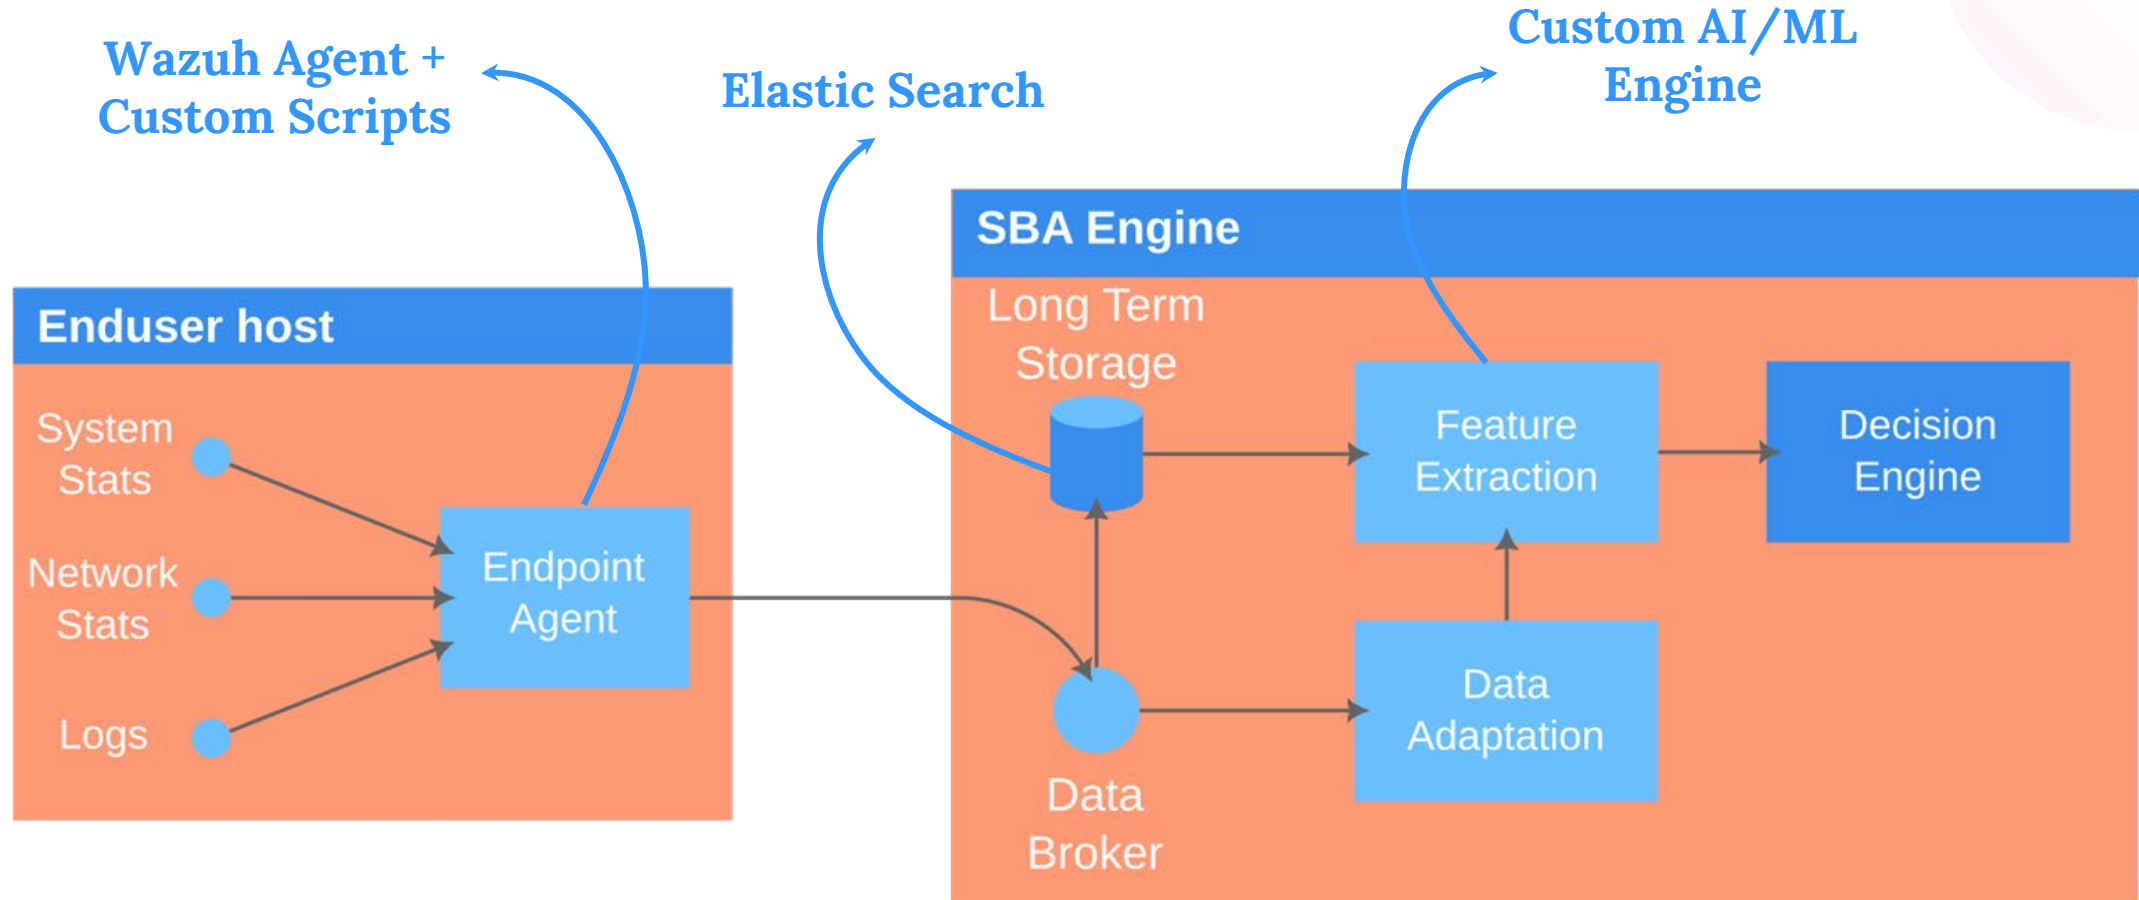 Wazuh Agent +
Custom Scripts
Elastic Search
Custom AI/ML
Engine
Enduser host
System
Stats
Network
Stats
Logs
Endpoint
Agent
SBA Engine
Long Term
Storage
Feature
Extraction
Decision
Engine
Data
Adaptation
Data
Broker